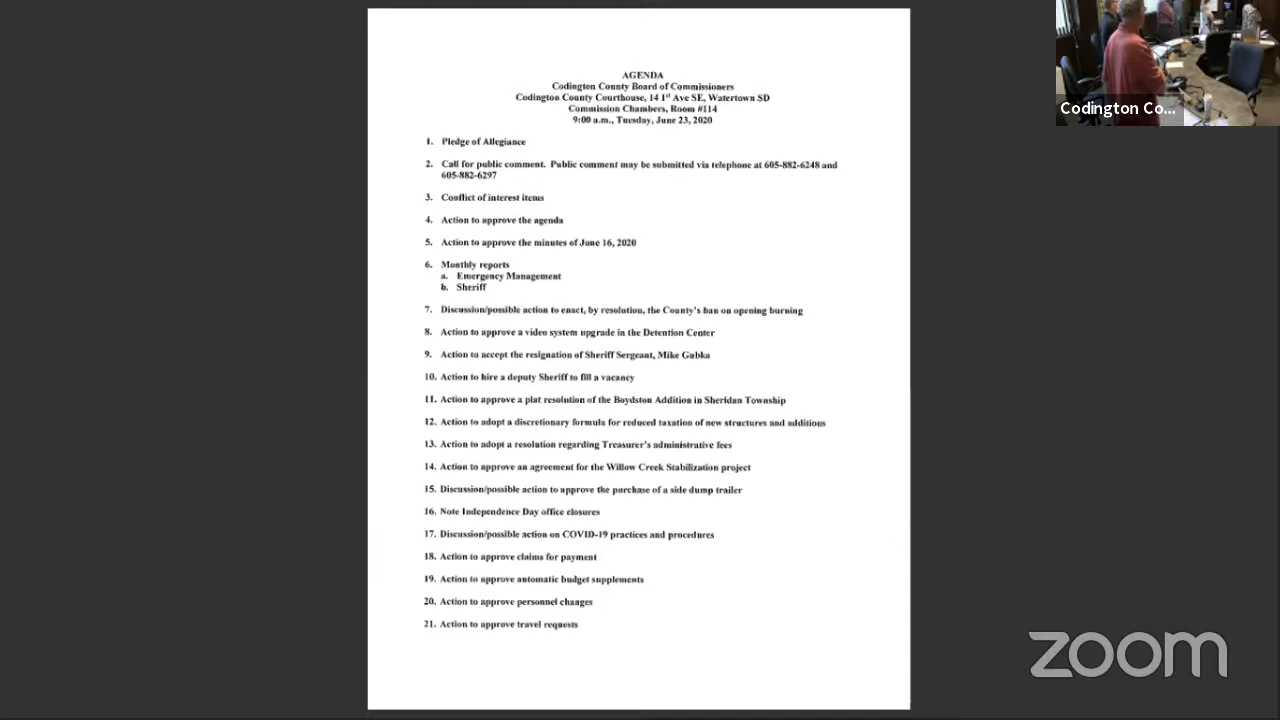 AGENDA
Codington County Board of Commissioners
Codington County Courthouse, 14 1st Ave SE, Watertown SD
Commission Chambers, Room #114
9:00 a.m., Tuesday, June 23, 2020
1. Pledge of Allegiance
2. Call for public comment. Public comment may be submitted via telephone at 605-882-6248 and
605-882-6297
3. Conflict of interest items
4. Action to approve the agenda
5. Action to approve the minutes of June 16, 2020
6. Monthly reports
a. Emergency Management
b. Sheriff
7. Discussion/possible action to enact, by resolution, the County's ban on opening burning
8. Action to approve a video system upgrade in the Detention Center
9. Action to accept the resignation of Sheriff Sergeant, Mike Gubka
10. Action to hire a deputy Sheriff to fill a vacancy
11. Action to approve a plat resolution of the Boydston Addition in Sheridan Township
12. Action to adopt a discretionary formula for reduced taxation of new structures and additions
13. Action to adopt a resolution regarding Treasurer's administrative fees
14. Action to approve an agreement for the Willow Creek Stabilization project
15. Discussion/possible action to approve the purchase of a side dump trailer
16. Note Independence Day office closures
17. Discussion/possible action on COVID-19 practices and procedures
18. Action to approve claims for payment
19. Action to approve automatic budget supplements
20. Action to approve personnel changes
21. Action to approve travel requests
Codington Co...
zoom